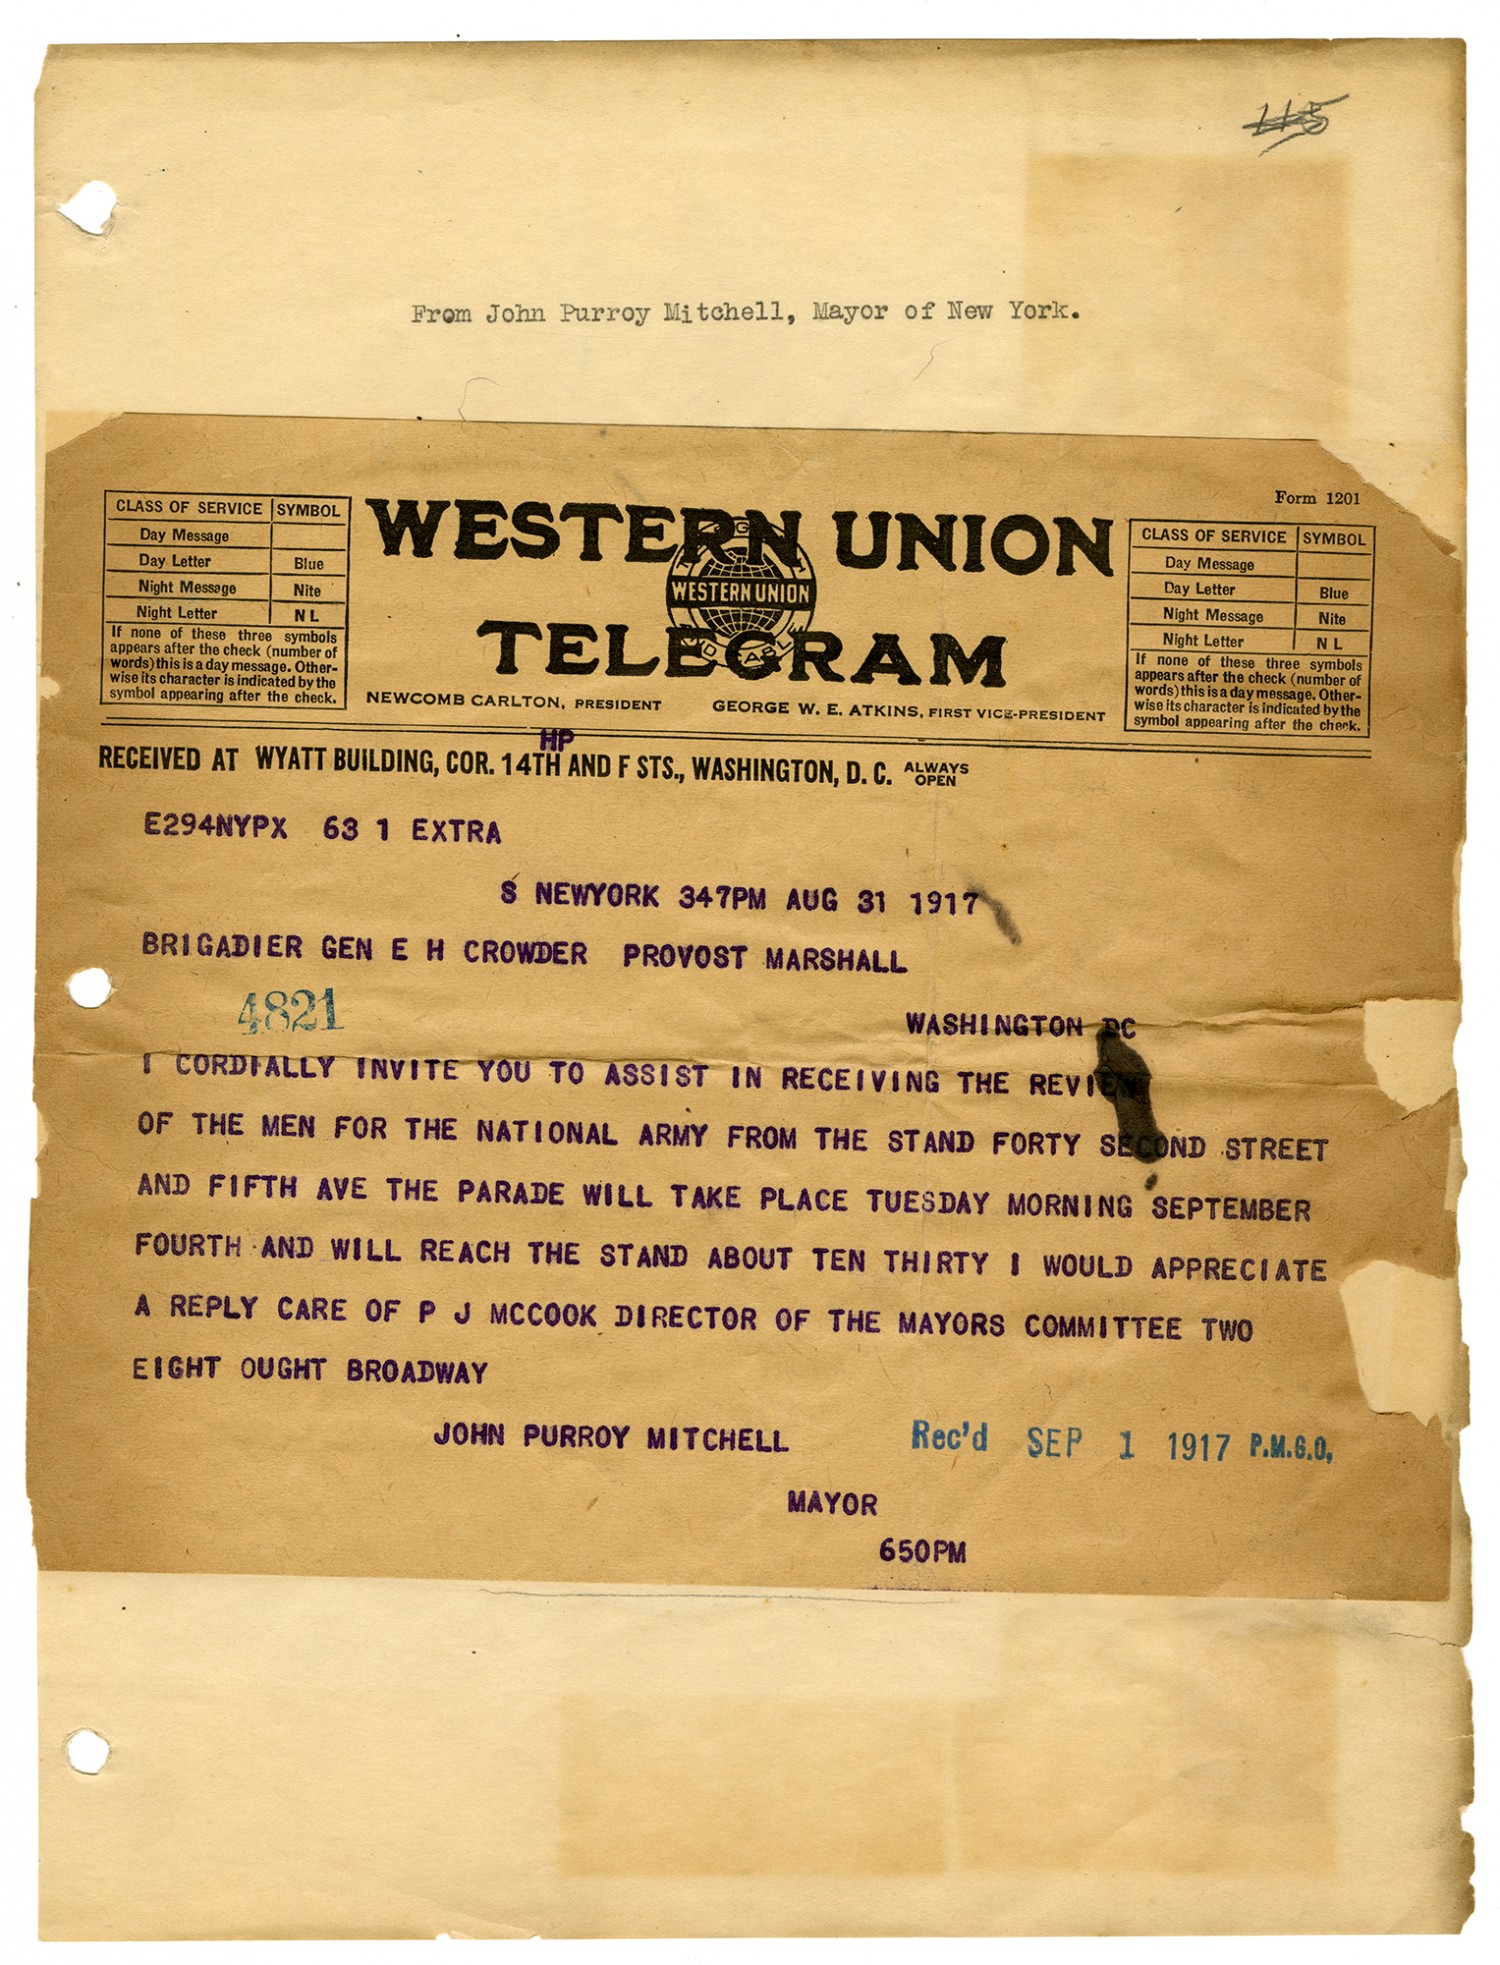 115
From John Purroy Mitchell, Mayor of New York.
Form 1201
CLASS OF SERVICE SYMBOL
Day Message
Day Letter Blue
Night Message Nite
Night Letter N L
If none of these three symbols
appears after the check (number of
words) this is a day message. Other-
wise its character is indicated by the
symbol appearing after the check.
WESTERN UNION
WESTERN UNION
TELEGRAM
NEWCOMB CARLTON, PRESIDENT GEORGE W. E. ATKINS, FIRST VICE-PRESIDENT
CLASS OF SERVICE SYMBOL
Day Message
Day Letter Blue
Night Message Nite
Night Letter N L
If none of these three symbols
appears after the check (number of
words) this is a day message. Other-
wise its character is indicated by the
symbol appearing after the check.
HP
RECEIVED AT WYATT BUILDING, COR. 14TH AND F STS., WASHINGTON, D. C. ALWAYS OPEN
E294NYPX 63 1 EXTRA
S NEWYORK 347PM AUG 31 1917
BRIGADIER GEN E H CROWDER PROVOST MARSHALL
4821
WASHINGTON DC
I CORDIALLY INVITE YOU TO ASSIST IN RECEIVING THE REVIEW
OF THE MEN FOR THE NATIONAL ARMY FROM THE STAND FORTY SECOND STREET
AND FIFTH AVE THE PARADE WILL TAKE PLACE TUESDAY MORNING SEPTEMBER
FOURTH AND WILL REACH THE STAND ABOUT TEN THIRTY I WOULD APPRECIATE
A REPLY CARE OF P J MCCOOK DIRECTOR OF THE MAYORS COMMITTEE TWO
EIGHT OUGHT BROADWAY
JOHN PURROY MITCHELL
Rec'd SEP 1 1917 P.M.G.O.
MAYOR
650PM